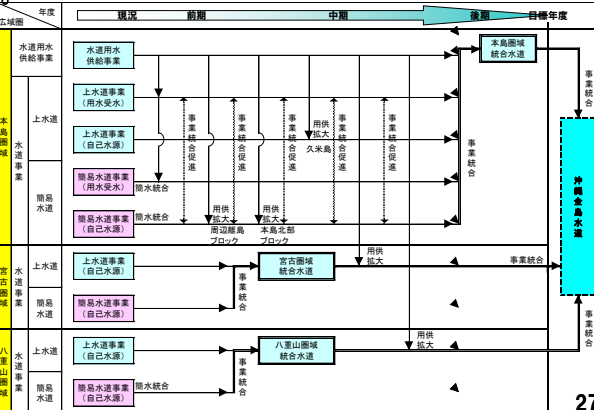 年度
広域圏
現況
前期
中期
後期
目標年度
本島圏域
水道用水
供給事業
水道事業
上水道
簡易
水道
水道用水
供給事業
上水道事業
(用水受水)
上水道事業
(自己水源)
簡易水道事業
(用水受水)
簡易水道事業
(自己水源)
簡水統合
簡水統合
事業統合促進
事業統合促進
事業統合促進
事業統合促進
事業統合促進
用供
拡大
周辺離島
ブロック
用供
拡大
本島北部
ブロック
用供
拡大
久米島
事業統合
本島圏域
統合水道
事業統合
沖縄全島水道
宮古圏域
水道事業
上水道
簡易
水道
上水道事業
(自己水源)
簡易水道事業
(自己水源)
事業統合
宮古圏域
統合水道
用供
拡大
事業統合
八重山圏域
水道事業
上水道
簡易
水道
上水道事業
(自己水源)
簡易水道事業
(自己水源)
簡水統合
事業統合
八重山圏域
統合水道
用供
拡大
事業統合
27